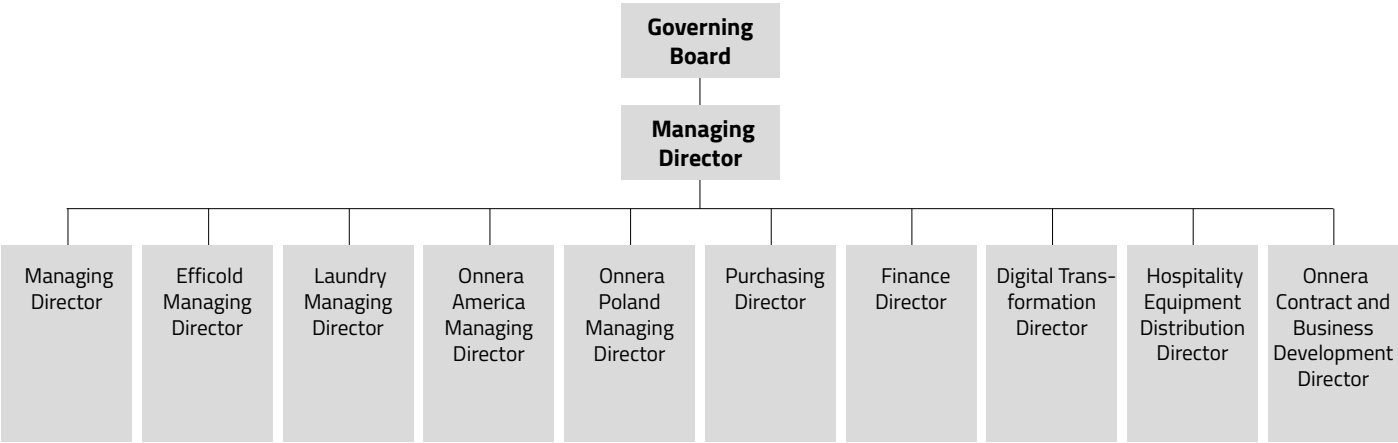 Governing
Board
Managing
Director
Managing
Director
Efficold
Managing
Director
Laundry
Managing
Director
Onnera
America
Managing
Director
Onnera
Poland
Managing
Director
Purchasing
Director
Finance
Director
Digital Trans-
formation
Director
Hospitality
Equipment
Distribution
Director
Onnera
Contract and
Business
Development
Director